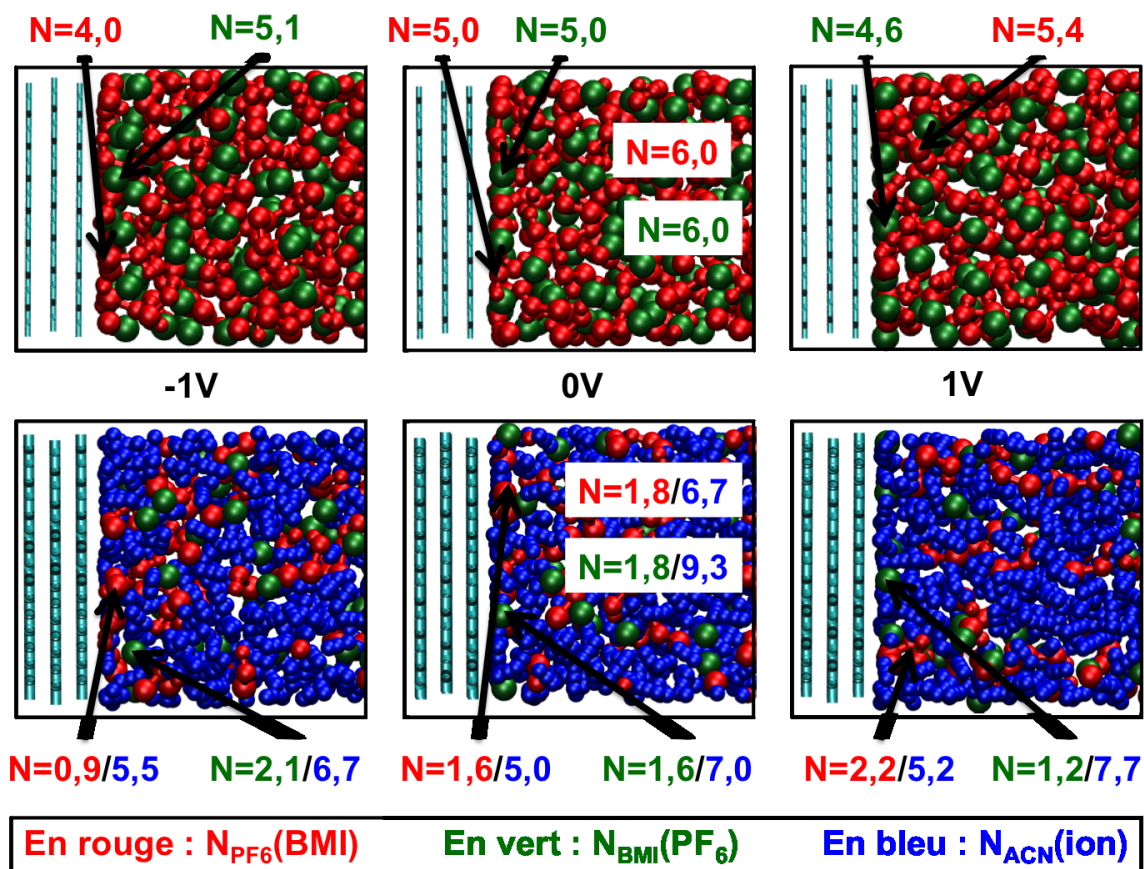 N=4,0 N=5,1 N=5,0 N=5,0 N=4,6 N=5,4
N=6,0
N=6,0
-1V 0V 1V
N=1,8/6,7
N=1,8/9,3
N=0,9/5,5 N=2,1/6,7 N=1,6/5,0 N=1,6/7,0 N=2,2/5,2 N=1,2/7,7
En rouge : NPF6(BMI) En vert : NBMI(PF6) En bleu : NACN(ion)